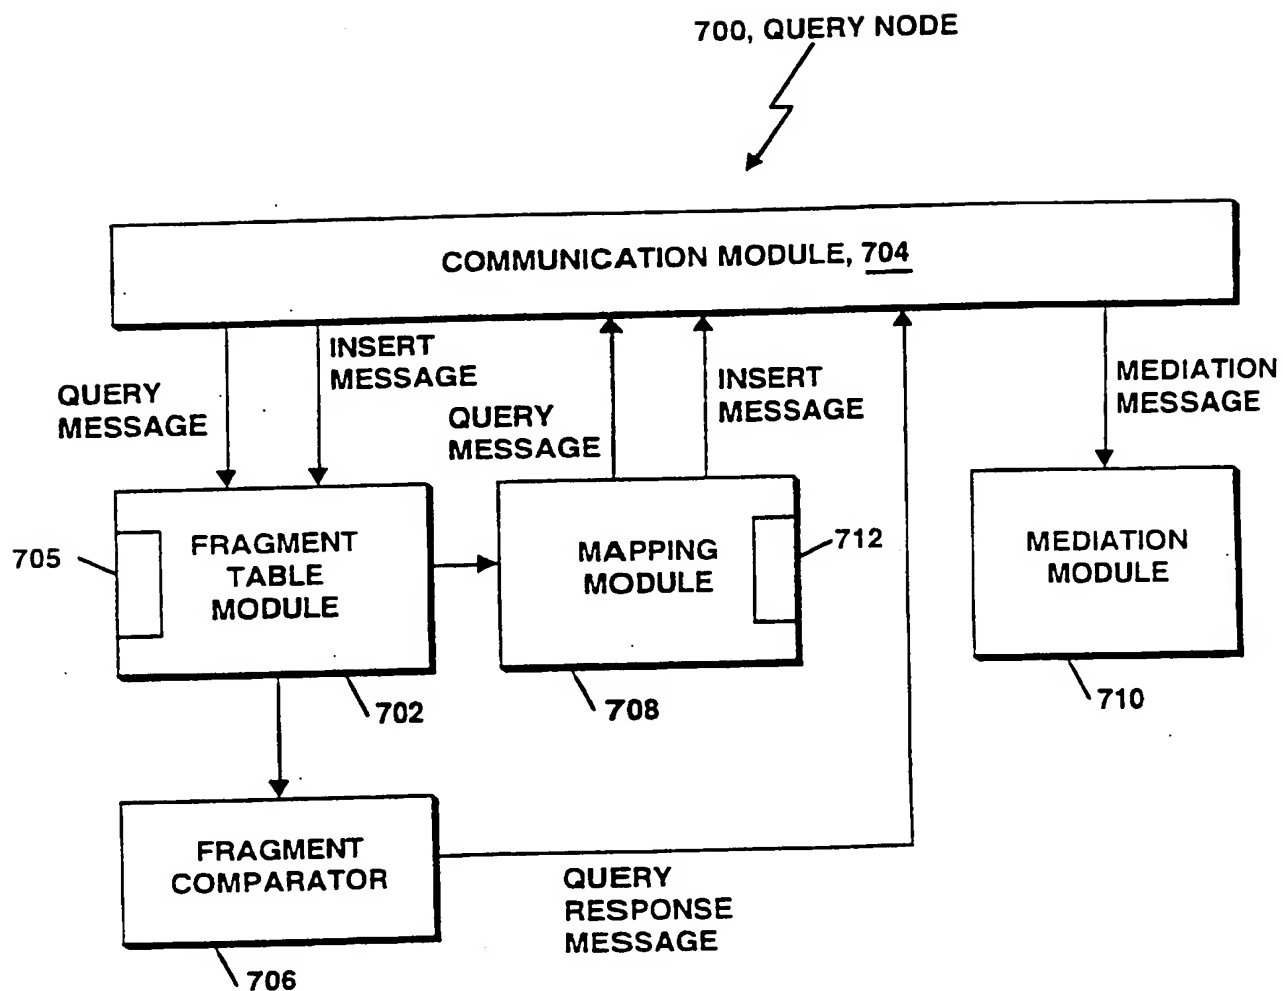 700, QUERY NODE
COMMUNICATION MODULE, 704
QUERY
MESSAGE
INSERT
MESSAGE
QUERY
MESSAGE
INSERT
MESSAGE
MEDIATION
MESSAGE
705
FRAGMENT
TABLE
MODULE
702
MAPPING
MODULE
712
708
MEDIATION
MODULE
710
FRAGMENT
COMPARATOR
706
QUERY
RESPONSE
MESSAGE